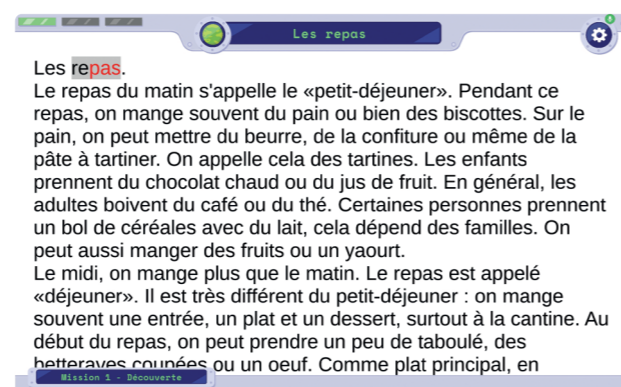 Les repas
Les repas.
Le repas du matin s'appelle le «petit-déjeuner». Pendant ce
repas, on mange souvent du pain ou bien des biscottes. Sur le
pain, on peut mettre du beurre, de la confiture ou même de la
pâte à tartiner. On appelle cela des tartines. Les enfants
prennent du chocolat chaud ou du jus de fruit. En général, les
adultes boivent du café ou du thé. Certaines personnes prennent
un bol de céréales avec du lait, cela dépend des familles. On
peut aussi manger des fruits ou un yaourt.
Le midi, on mange plus que le matin. Le repas est appelé
«déjeuner». Il est très différent du petit-déjeuner : on mange
souvent une entrée, un plat et un dessert, surtout à la cantine. Au
début du repas, on peut prendre un peu de taboulé, des
betteraves coupées ou un oeuf. Comme plat principal, en
Mission 1 - Découverte